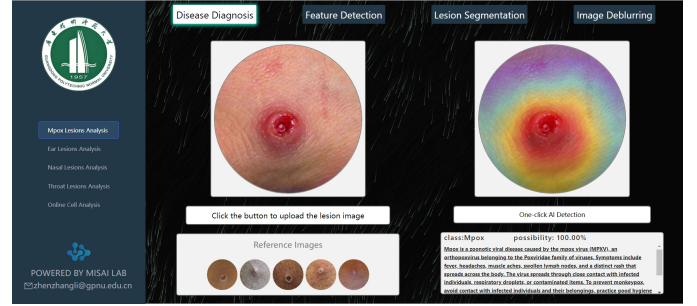 Disease Diagnosis
Feature Detection
Lesion Segmentation
Image Deblurring
1957
GUANGDONG POLYTECHNIC NORMAL UNIVERSITY
Mpox Lesions Analysis
Ear Lesions Analysis
Nasal Lesions Analysis
Throat Lesions Analysis
Online Cell Analysis
POWERED BY MISAI LAB
zhenzhangli@gpnu.edu.cn
Click the button to upload the lesion image
One-click AI Detection
Reference Images
class:Mpox possibility: 100.00%
Mpox is a zoonotic viral disease caused by the mpox virus (MPXV), an
orthopoxvirus belonging to the Poxviridae family of viruses. Symptoms include
fever, headaches, muscle aches, swollen lymph nodes, and a distinct rash that
spreads across the body. The virus spreads through close contact with infected
individuals, respiratory droplets, or contaminated items. To prevent monkeypox,
avoid contact with infected individuals and their belongings, practice good hygiene